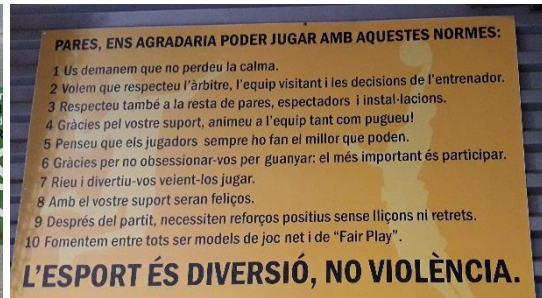 PARES, ENS AGRADARIA PODER JUGAR AMB AQUESTES NORMES:
1 Us demanem que no perdeu la calma.
2 Volem que respecteu l'àrbitre, l'equip visitant i les decisions de l'entrenador.
3 Respecteu també a la resta de pares, espectadors i instal·lacions.
4 Gràcies pel vostre suport, animeu a l'equip tant com pugueu!
5 Penseu que els jugadors sempre ho fan el millor que poden.
6 Gràcies per no obsessionar-vos per guanyar: el més important és participar.
7 Rieu i divertiu-vos veient-los jugar.
8 Amb el vostre suport seran feliços.
9 Després del partit, necessiten reforços positius sense lliçons ni retrets.
10 Fomentem entre tots ser models de joc net i de “Fair Play”.
L'ESPORT ÉS DIVERSIÓ, NO VIOLÈNCIA.